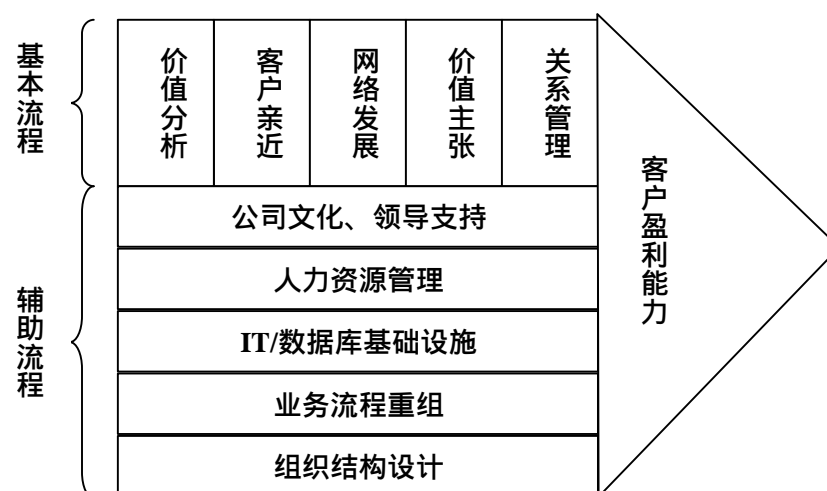 基本流程
价值分析
客户亲近
网络发展
价值主张
关系管理
客户盈利能力
辅助流程
公司文化、领导支持
人力资源管理
IT/数据库基础设施
业务流程重组
组织结构设计